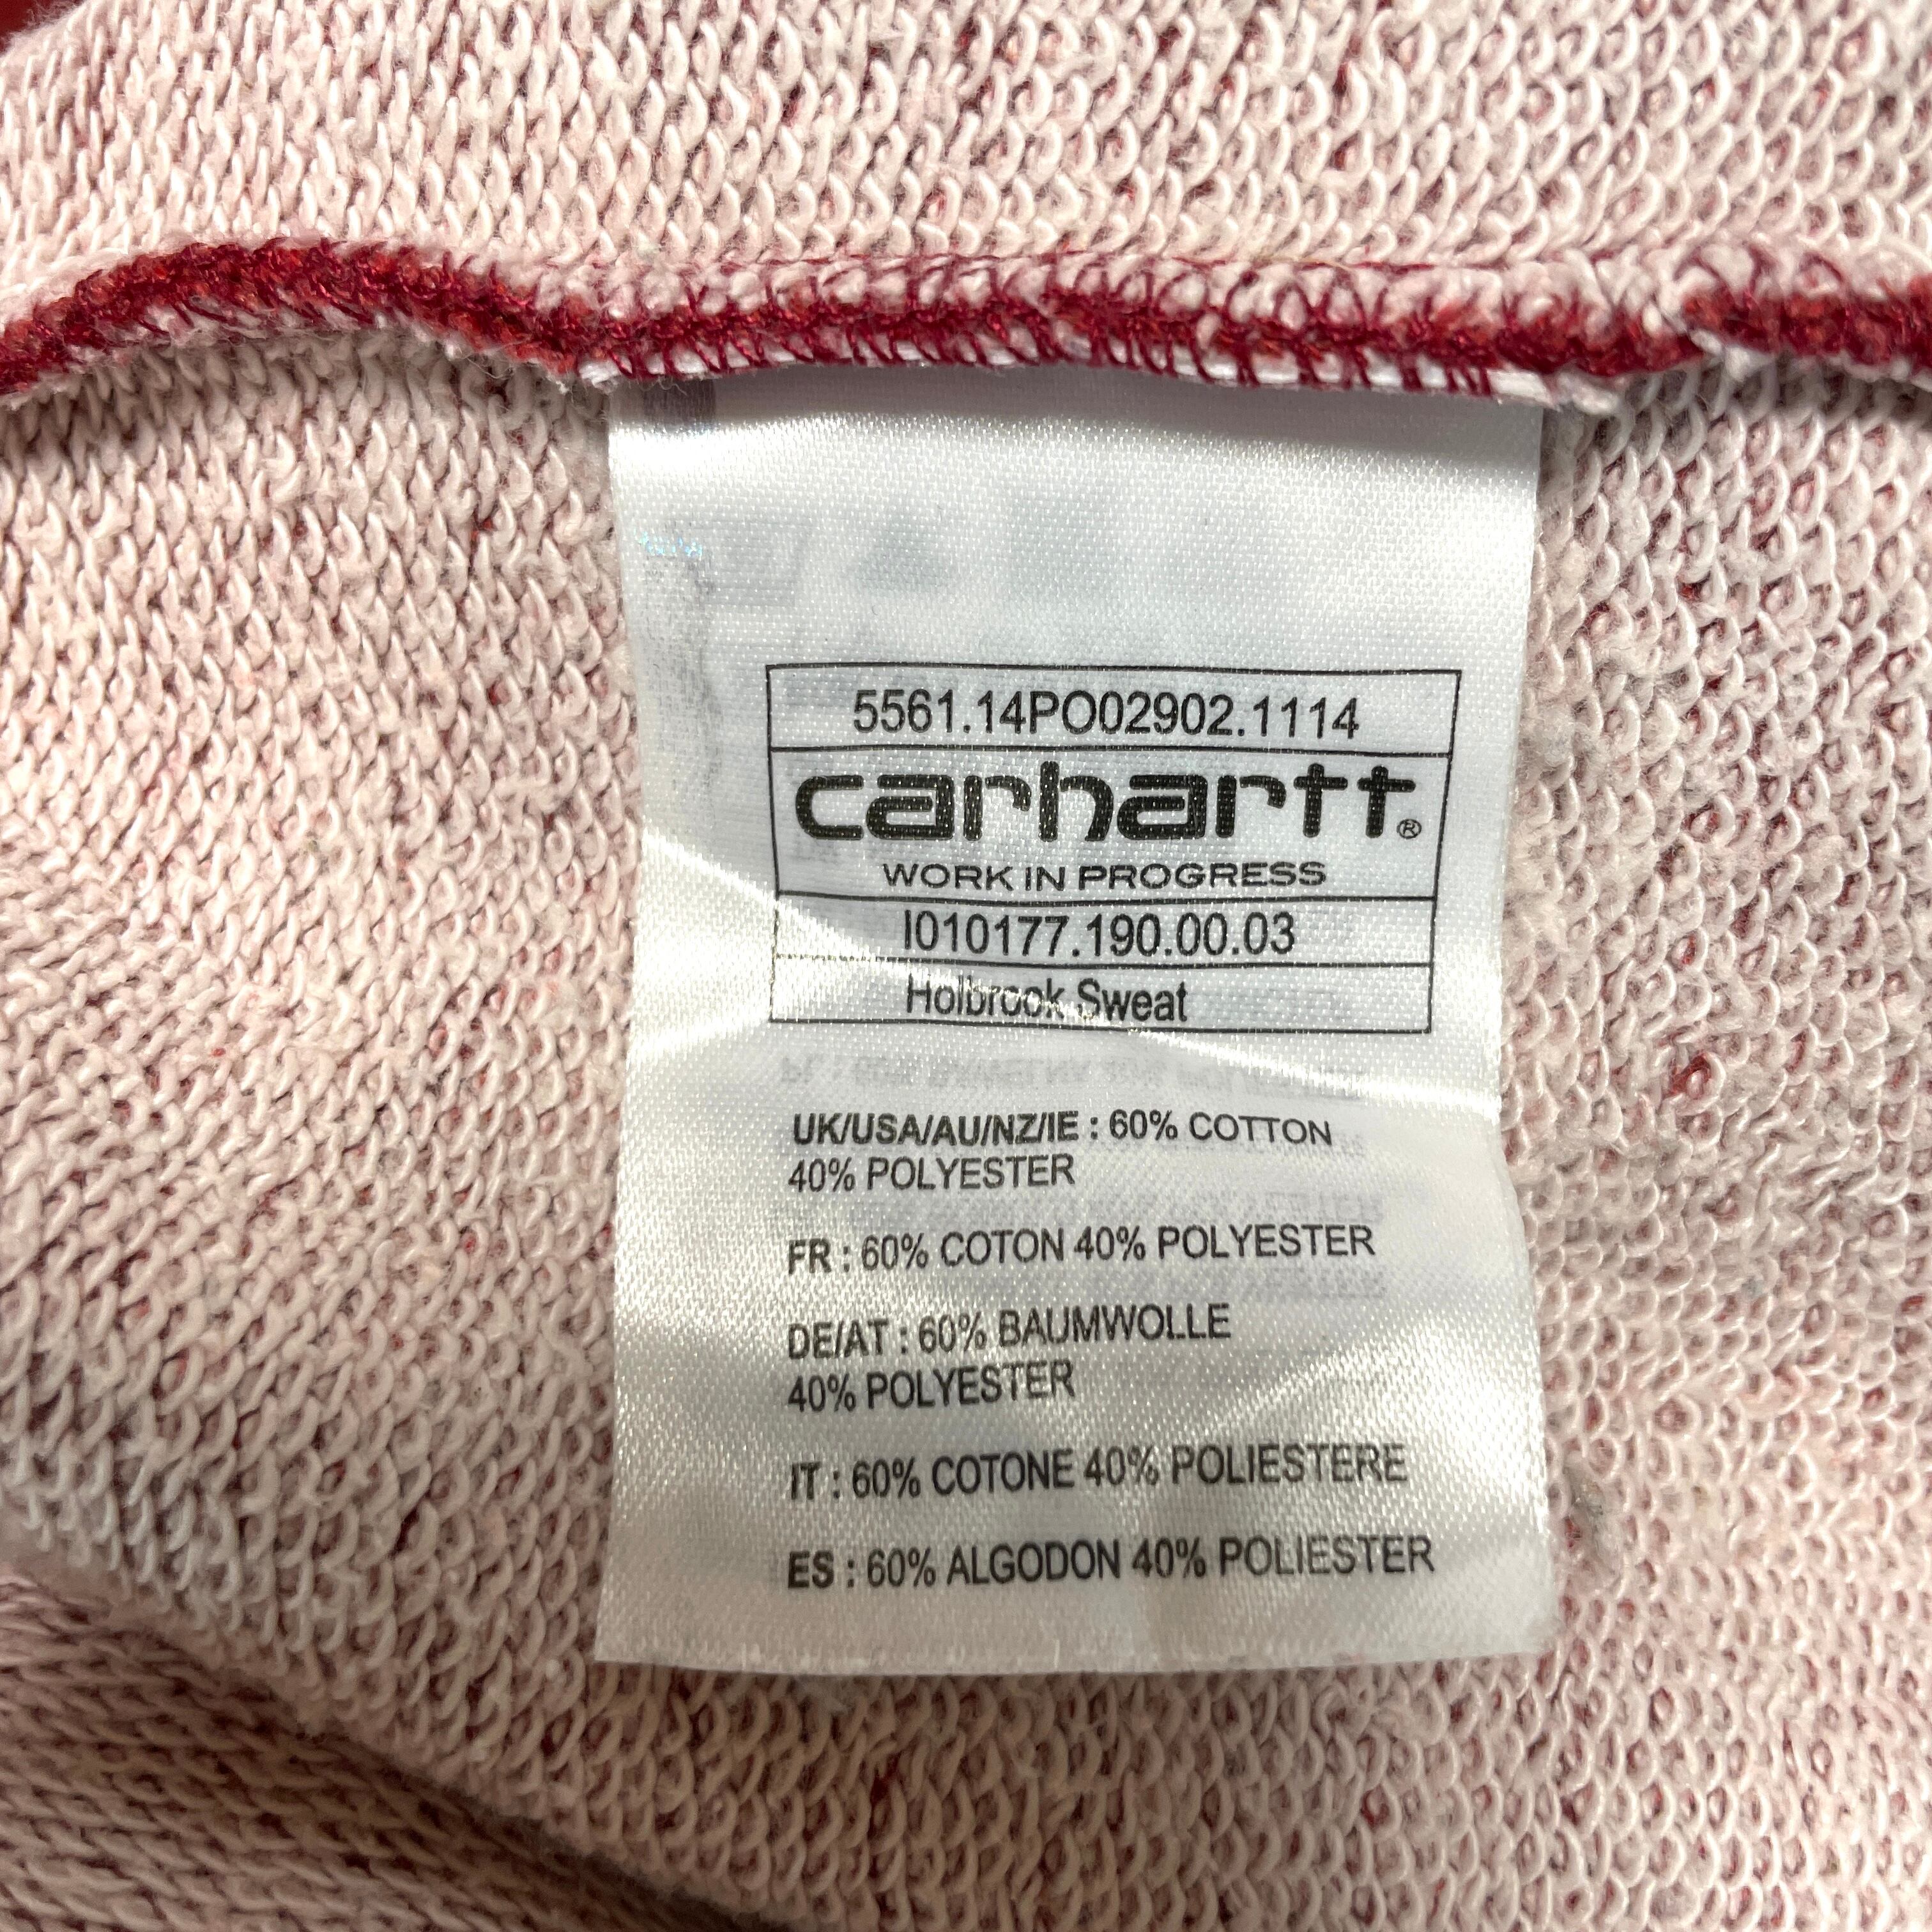 5561.14PO02902.1114
carhartt®
WORK IN PROGRESS
I010177.190.00.03
Holbrook Sweat
UK/USA/AU/NZ/IE : 60% COTTON
40% POLYESTER
FR : 60% COTON 40% POLYESTER
DE/AT : 60% BAUMWOLLE
40% POLYESTER
IT : 60% COTONE 40% POLIESTERE
ES : 60% ALGODON 40% POLIESTER